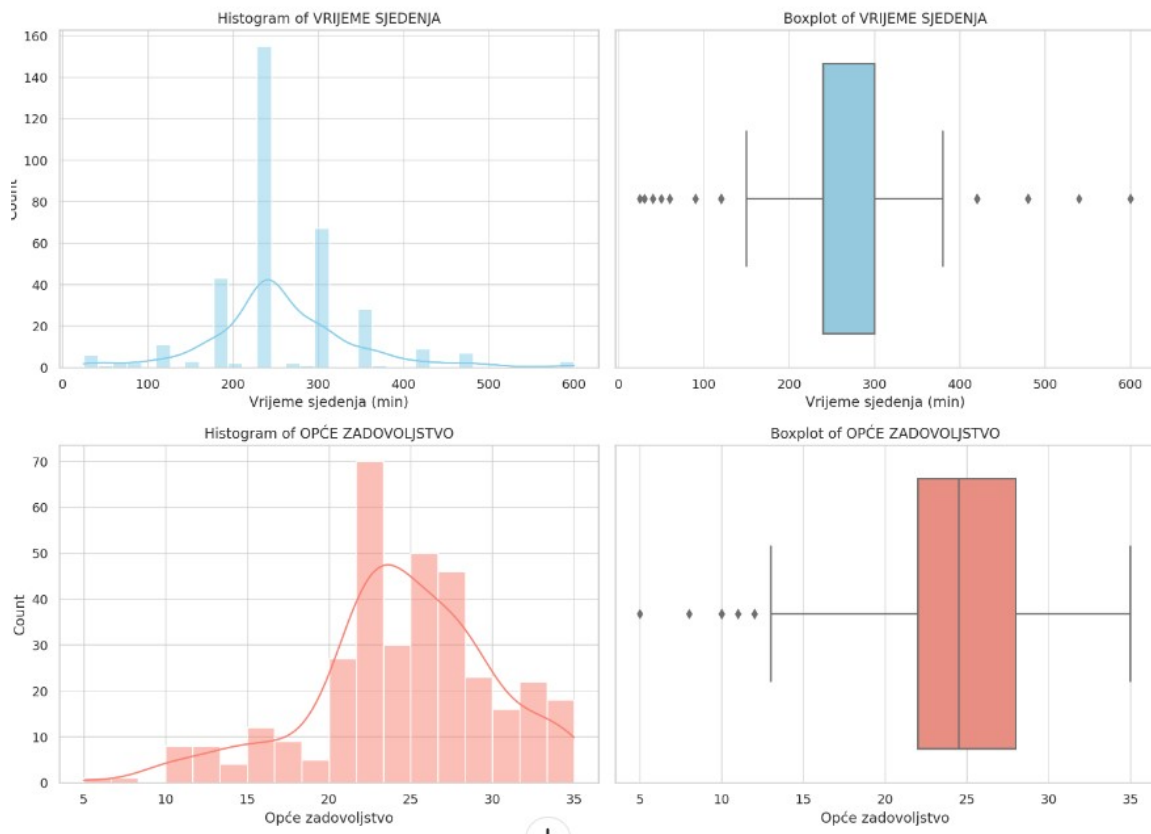 Histogram of VRIJEME SJEDENJA
160
140
120
100
80
60
40
20
0
Count
0 100 200 300 400 500 600
Vrijeme sjedenja (min)
Boxplot of VRIJEME SJEDENJA
0 100 200 300 400 500 600
Vrijeme sjedenja (min)
Histogram of OPĆE ZADOVOLJSTVO
70
60
50
40
30
20
10
0
Count
5 10 15 20 25 30 35
Opće zadovoljstvo
Boxplot of OPĆE ZADOVOLJSTVO
5 10 15 20 25 30 35
Opće zadovoljstvo